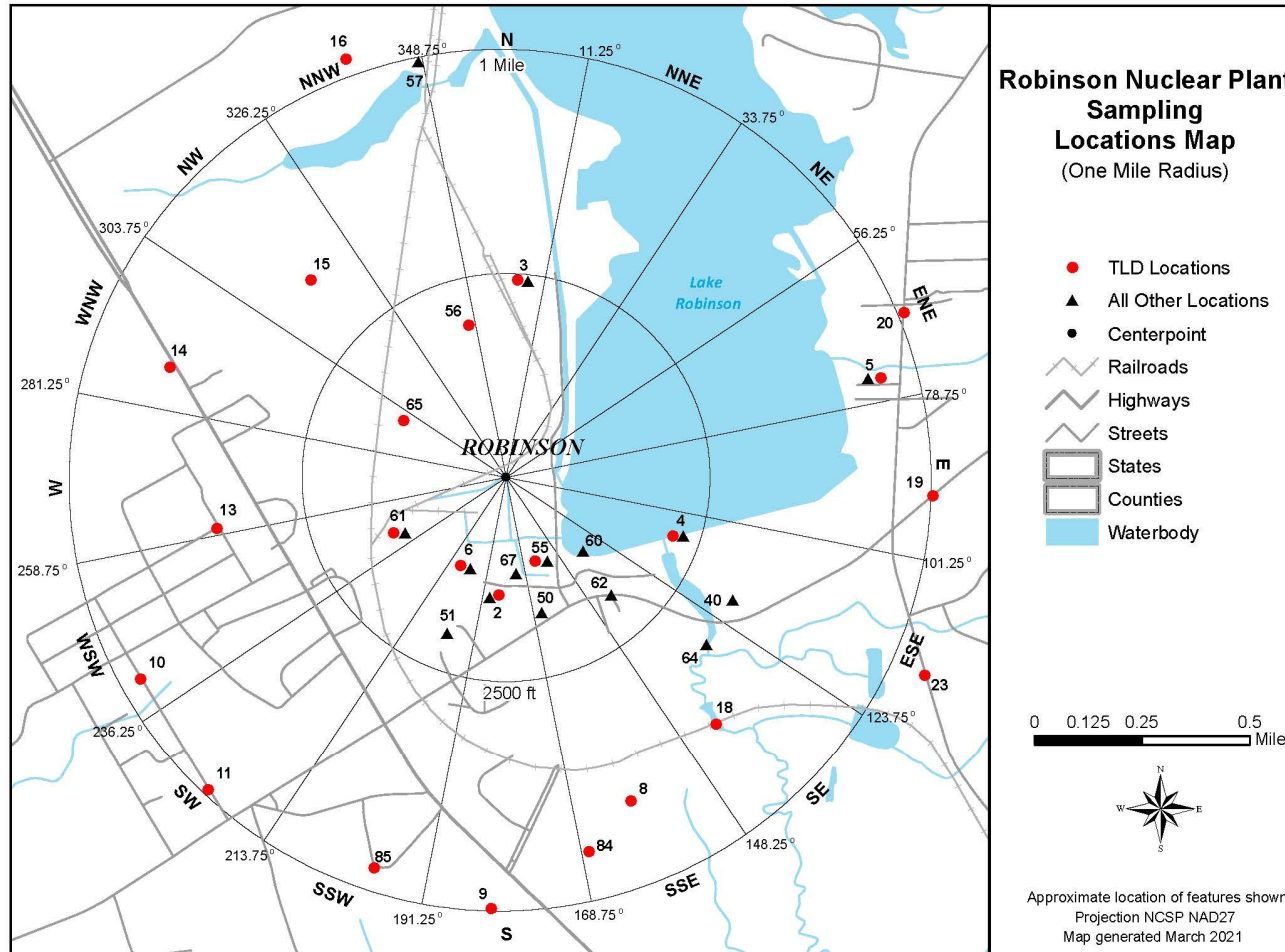 16
NNW
348.75°
57
N
1 Mile
11.25°
NNE
326.25°
33.75°
NW
NE
303.75°
56.25°
15
3
Lake
Robinson
WNW
56
20
ENE
14
5
281.25°
78.75°
65
ROBINSON
W
E
19
13
61
4
6
67
55
60
258.75°
101.25°
62
2
50
40
51
64
WSW
ESE
10
23
2500 ft
18
236.25°
123.75°
11
SW
8
SE
213.75°
148.25°
85
84
SSW
SSE
9
191.25°
168.75°
S
Robinson Nuclear Plant
Sampling
Locations Map
(One Mile Radius)
TLD Locations
All Other Locations
Centerpoint
Railroads
Highways
Streets
States
Counties
Waterbody
0 0.125 0.25 0.5
Mile
N
W E
S
Approximate location of features shown
Projection NCSP NAD27
Map generated March 2021